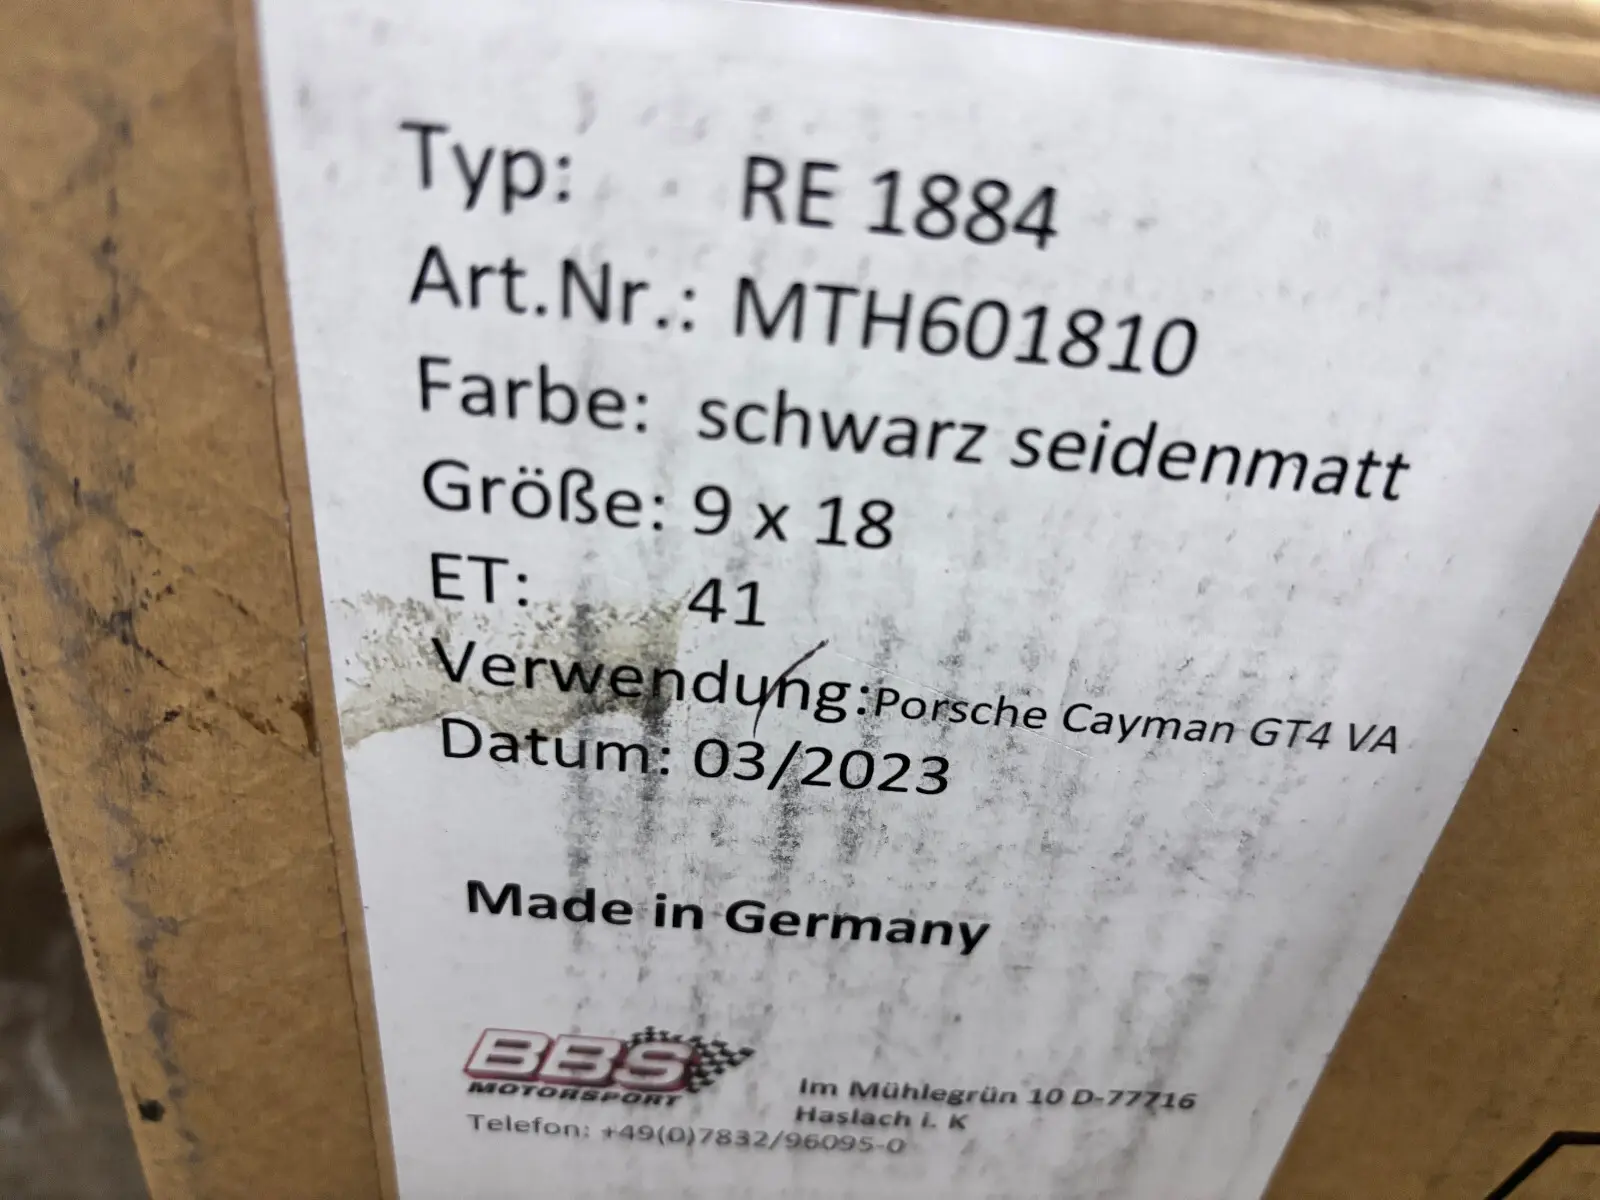 Typ: RE 1884
Art.Nr.: MTH601810
Farbe: schwarz seidenmatt
Größe: 9 x 18
ET: 41
Verwendung:Porsche Cayman GT4 VA
Datum: 03/2023
Made in Germany
BBS
MOTORSPORT
Im Mühlegrün 10 D-77716
Haslach i. K
Telefon: +49(0)7832/96095-0